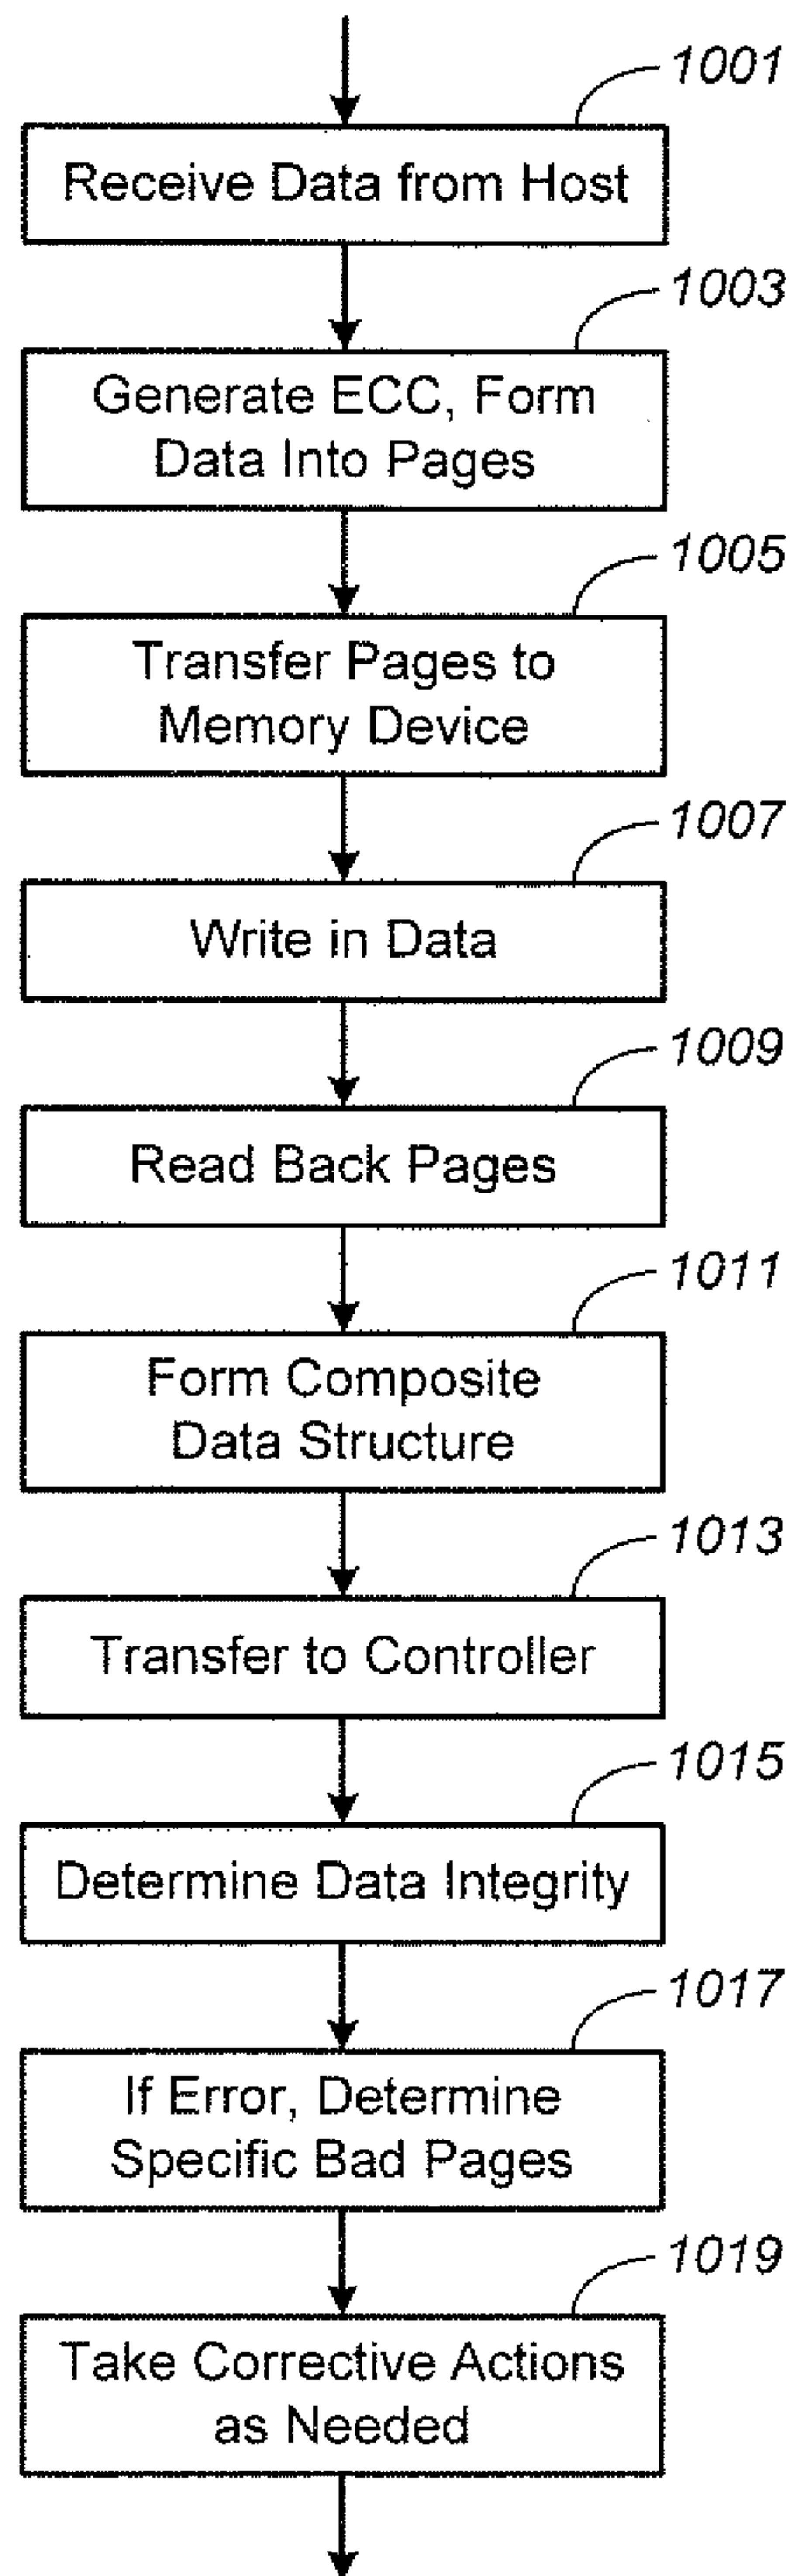 1001
Receive Data from Host
1003
Generate ECC, Form
Data Into Pages
1005
Transfer Pages to
Memory Device
1007
Write in Data
1009
Read Back Pages
1011
Form Composite
Data Structure
1013
Transfer to Controller
1015
Determine Data Integrity
1017
If Error, Determine
Specific Bad Pages
1019
Take Corrective Actions
as Needed